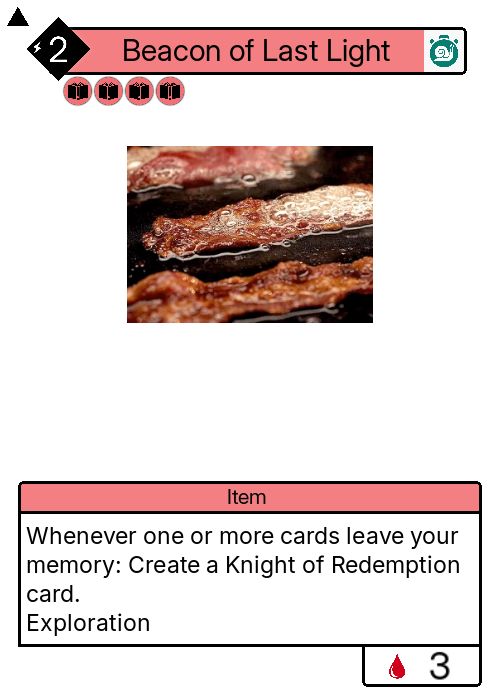 2
Beacon of Last Light
Item
Whenever one or more cards leave your
memory: Create a Knight of Redemption
card.
Exploration
3